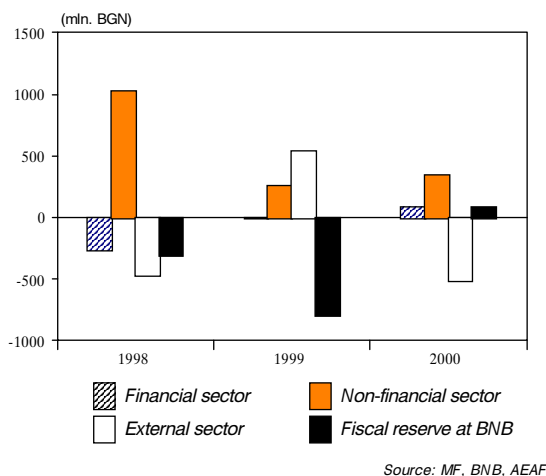 (mln. BGN)
1500
1000
500
0
-500
-1000
1998 1999 2000
Financial sector Non-financial sector
External sector Fiscal reserve at BNB
Source: MF, BNB, AEAF